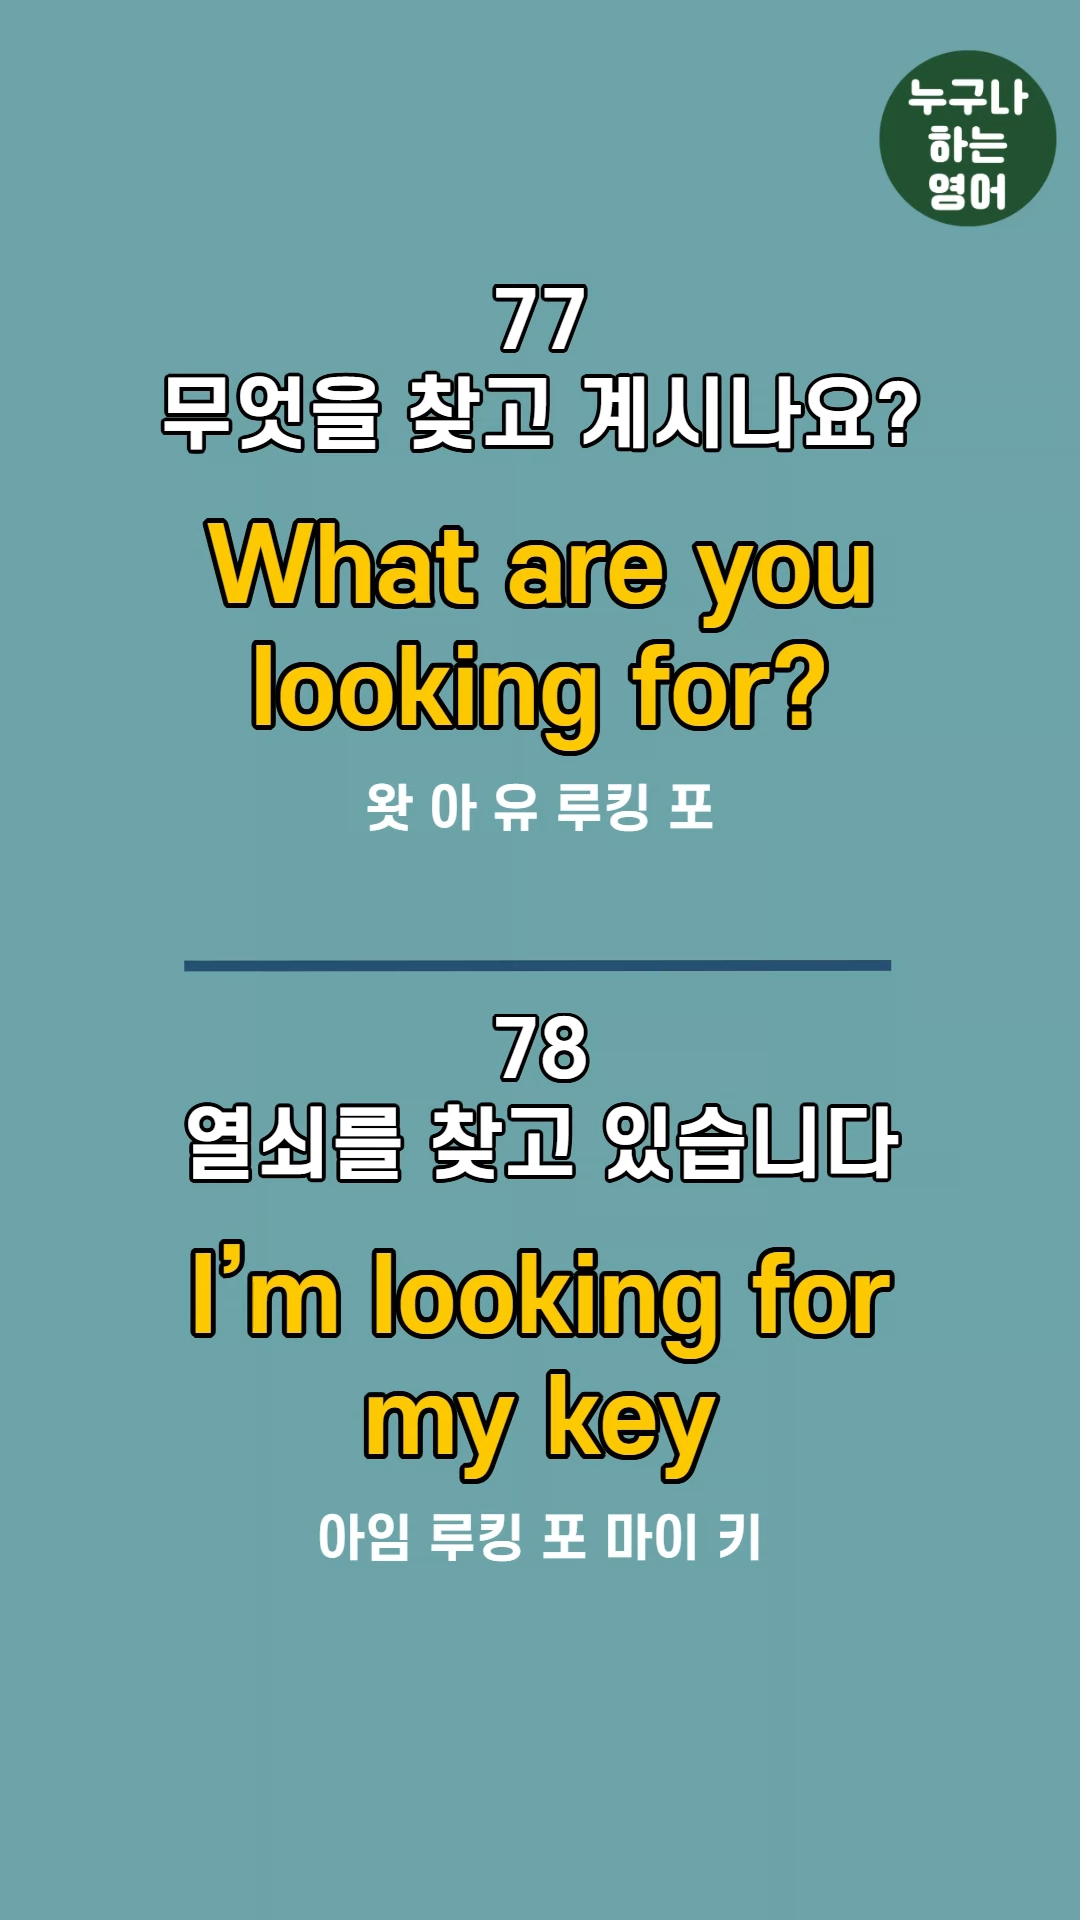 누구나
하는
영어
77
무엇을 찾고 계시나요?
What are you
looking for?
왓 아 유 루킹 포
78
열쇠를 찾고 있습니다
I’m looking for
my key
아임 루킹 포 마이 키